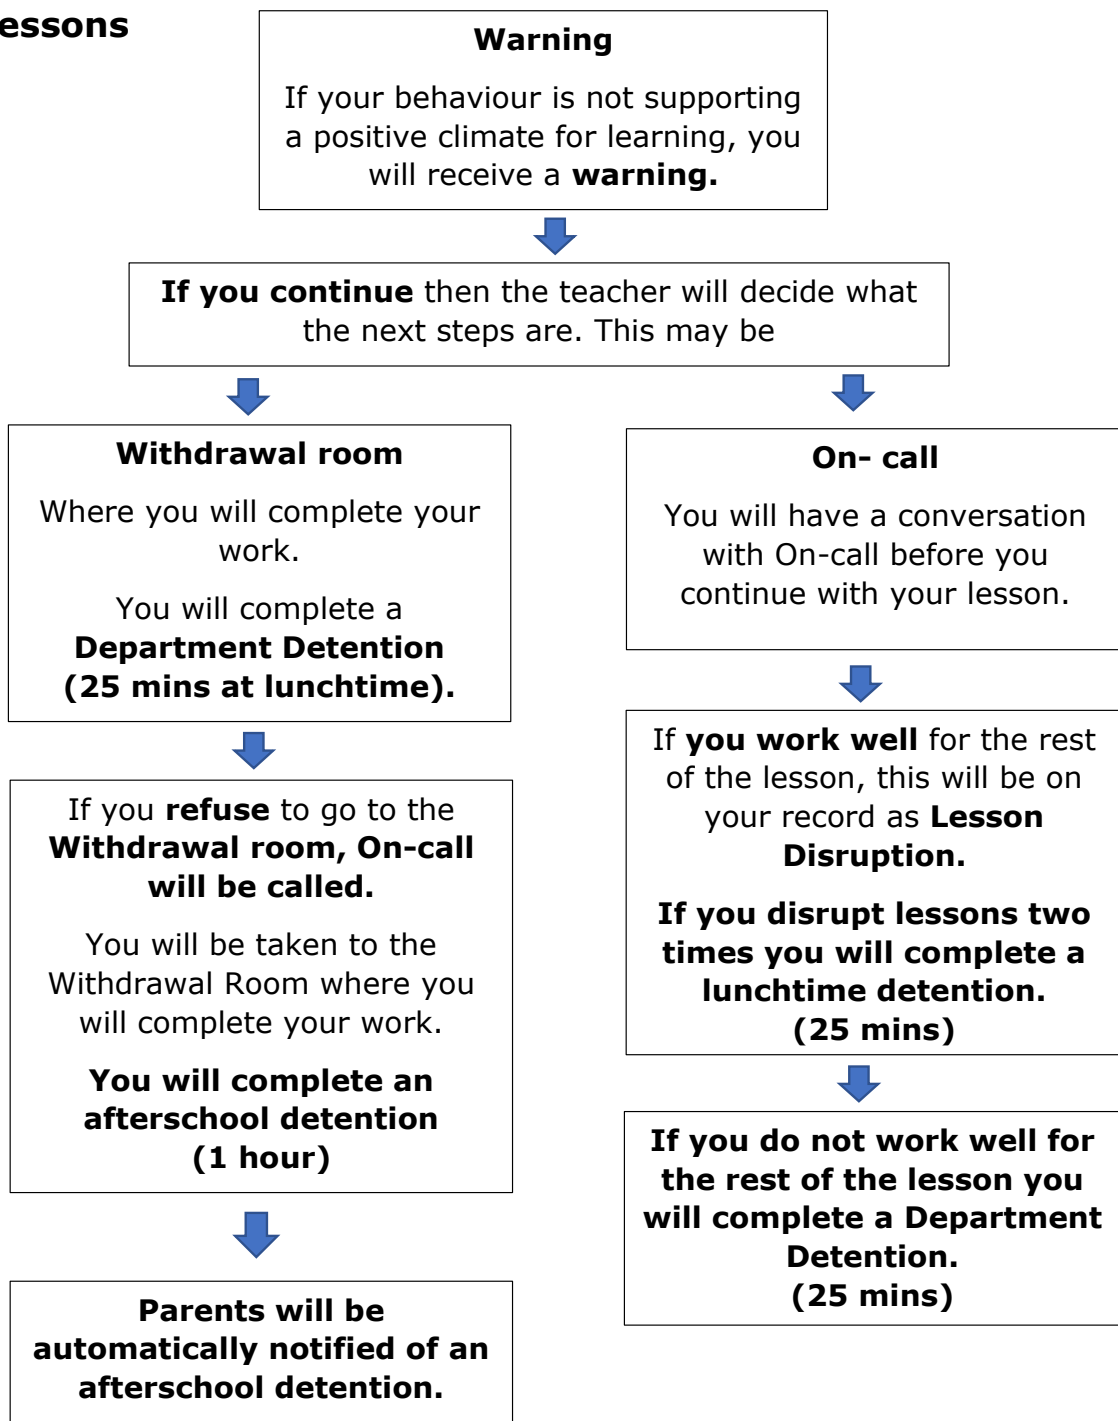 essons
Warning
If your behaviour is not supporting
a positive climate for learning, you
will receive a warning.
If you continue then the teacher will decide what
the next steps are. This may be
Withdrawal room
Where you will complete your
work.
You will complete a
Department Detention
(25 mins at lunchtime).
If you refuse to go to the
Withdrawal room, On-call
will be called.
You will be taken to the
Withdrawal Room where you
will complete your work.
You will complete an
afterschool detention
(1 hour)
Parents will be
automatically notified of an
afterschool detention.
On- call
You will have a conversation
with On-call before you
continue with your lesson.
If you work well for the rest
of the lesson, this will be on
your record as Lesson
Disruption.
If you disrupt lessons two
times you will complete a
lunchtime detention.
(25 mins)
If you do not work well for
the rest of the lesson you
will complete a Department
Detention.
(25 mins)